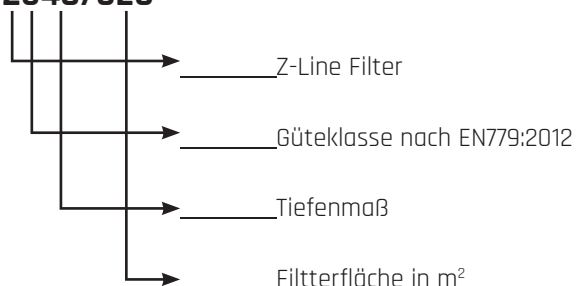 Z-Line Filter
Güteklasse nach EN779:2012
Tiefenmaß
Filtterfläche in m²